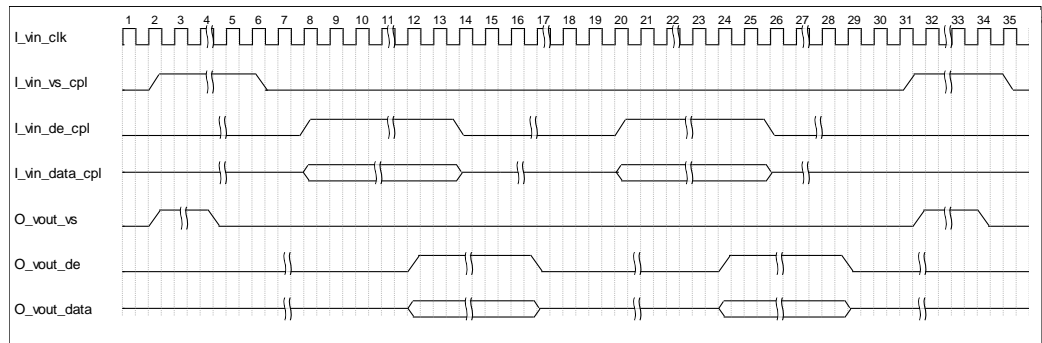 1 2 3 4 5 6 7 8 9 10 11 12 13 14 15 16 17 18 19 20 21 22 23 24 25 26 27 28 29 30 31 32 33 34 35
I_vin_clk
I_vin_vs_cpl
I_vin_de_cpl
I_vin_data_cpl
O_vout_vs
O_vout_de
O_vout_data